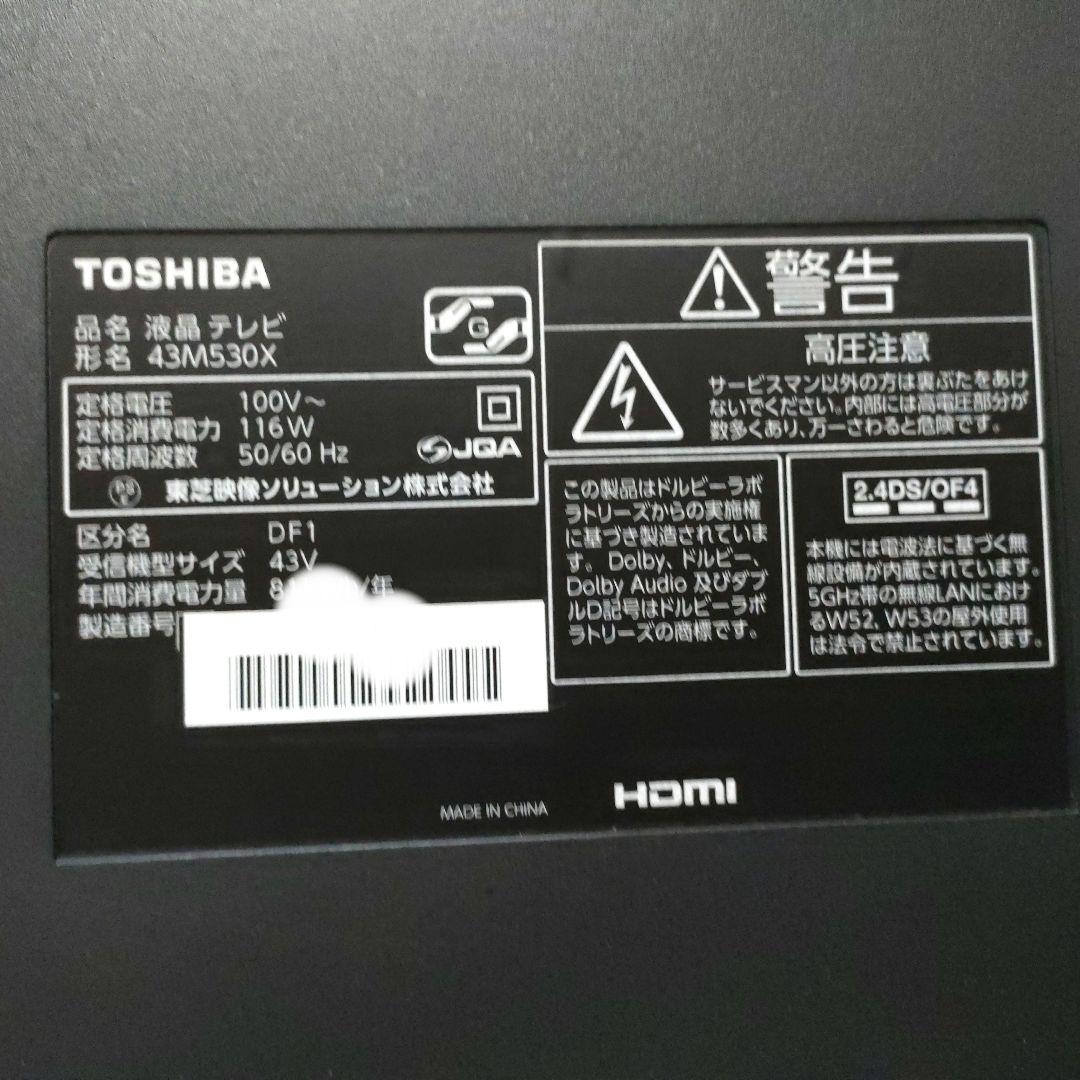 TOSHIBA
品名 液晶テレビ
形名 43M530X
G
定格電圧 100V～
定格消費電力 116W
定格周波数 50/60 Hz
JQA
PS
E
東芝映像ソリューション株式会社
区分名 DF1
受信機型サイズ 43V
年間消費電力量 /年
製造番号
警告
高圧注意
サービスマン以外の方は裏ぶたをあけ
ないでください。内部には高電圧部分が
数多くあり、万一さわると危険です。
この製品はドルビーラボ
ラトリーズからの実施権
に基づき製造されていま
す。Dolby、ドルビー、
Dolby Audio 及びダブ
ルD記号はドルビーラボ
ラトリーズの商標です。
2.4DS/OF4
本機には電波法に基づく無
線設備が内蔵されています。
5GHz帯の無線LANにおけ
るW52、W53の屋外使用
は法令で禁止されています。
MADE IN CHINA
HDMI